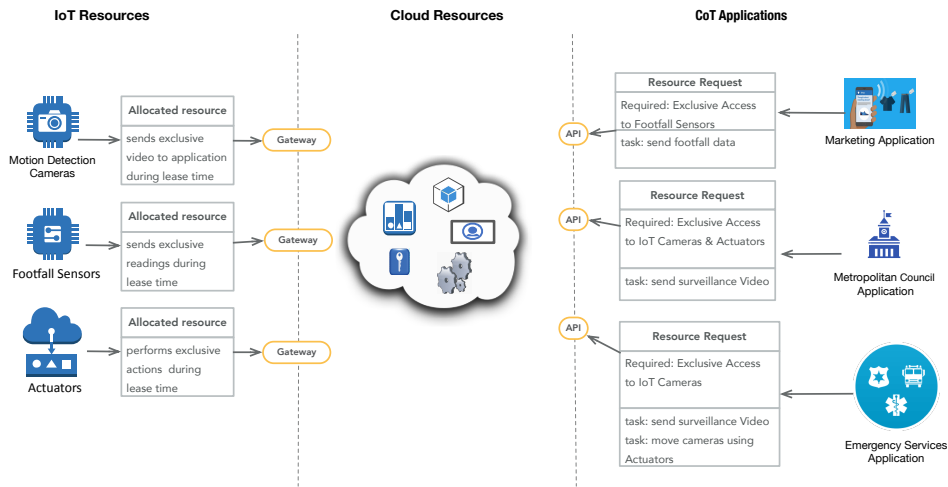 IoT Resources
Cloud Resources
CoT Applications
Allocated resource
sends exclusive
video to application
during lease time
Motion Detection
Cameras
Gateway
Allocated resource
sends exclusive
readings during
lease time
Footfall Sensors
Gateway
Allocated resource
performs exclusive
actions during
lease time
Actuators
Gateway
API
Resource Request
Required: Exclusive Access
to Footfall Sensors
task: send footfall data
Marketing Application
API
Resource Request
Required: Exclusive Access
to IoT Cameras & Actuators
task: send surveillance Video
Metropolitan Council
Application
API
Resource Request
Required: Exclusive Access
to IoT Cameras
task: send surveillance Video
task: move cameras using
Actuators
Emergency Services
Application